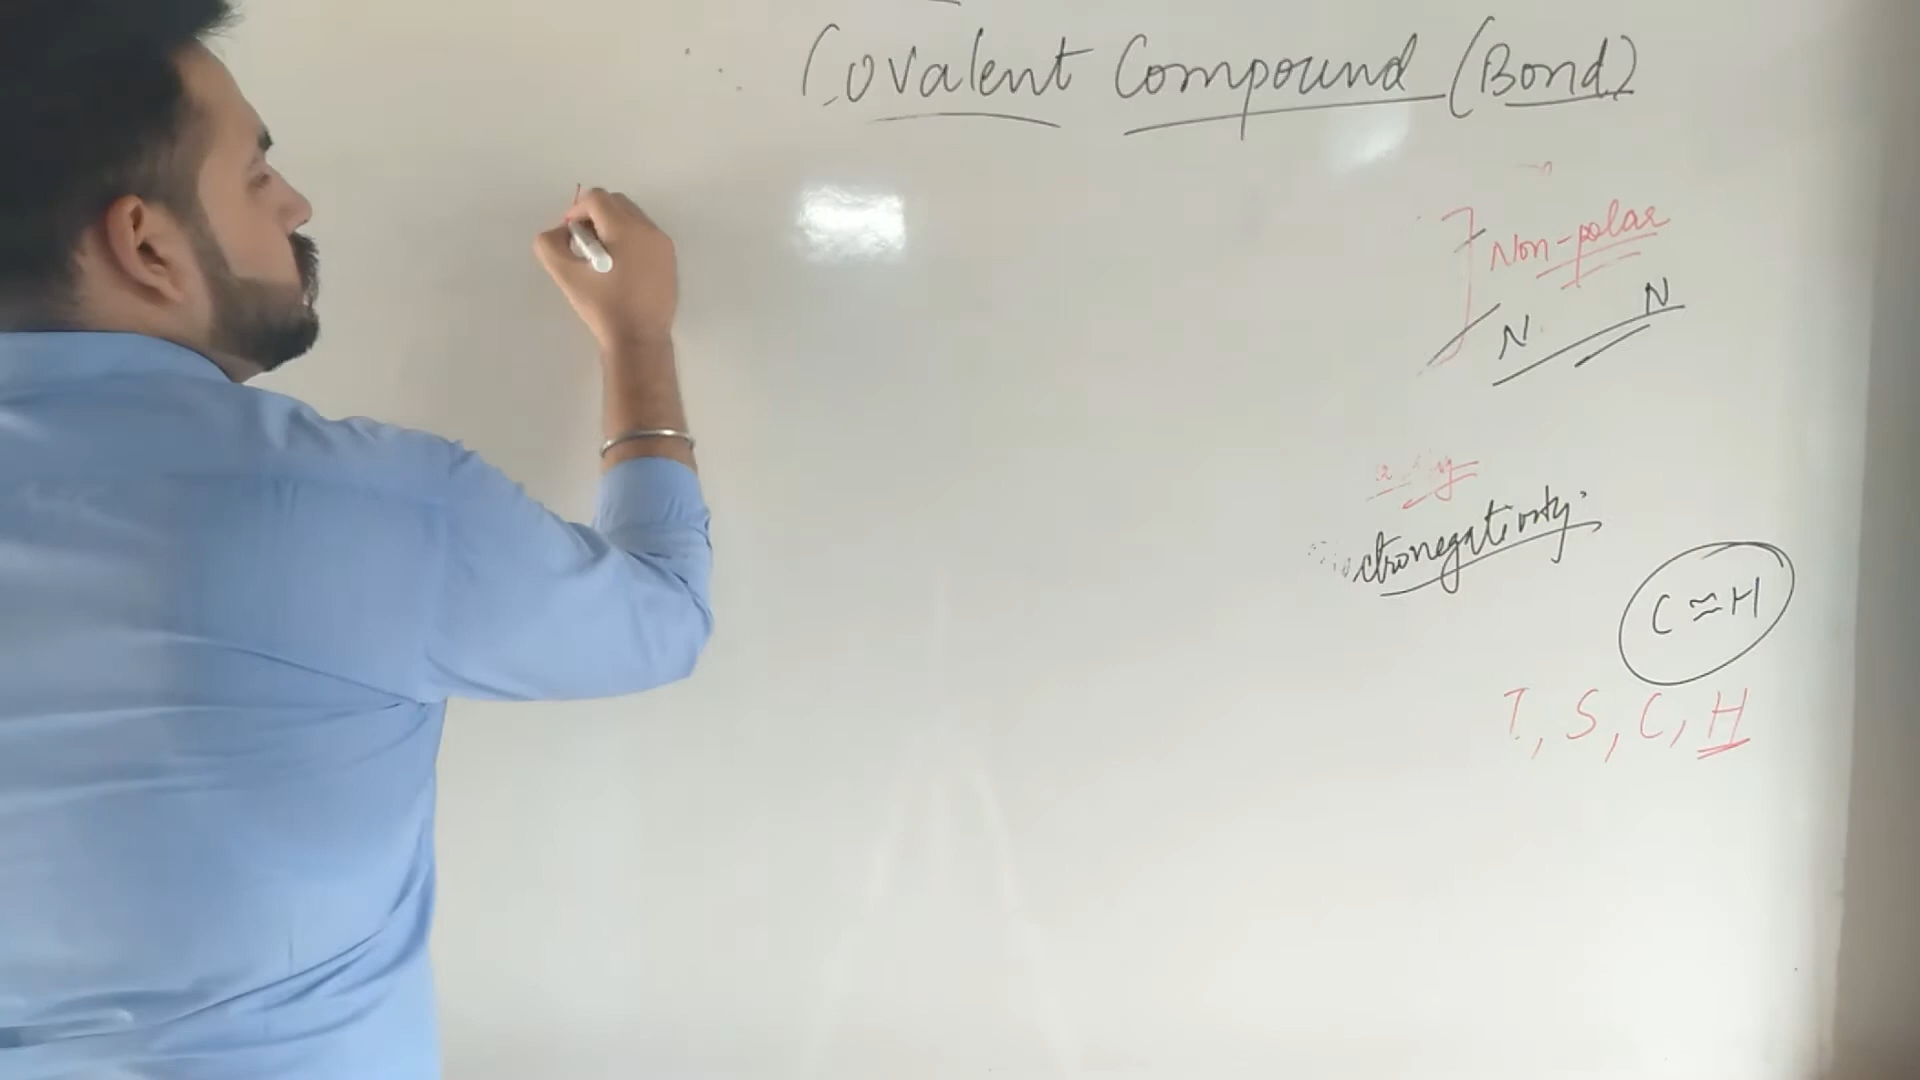 Covalent Compound (Bond)
Non-polar
N N
ctronegativity.
C ≅ H
I, S, C, H